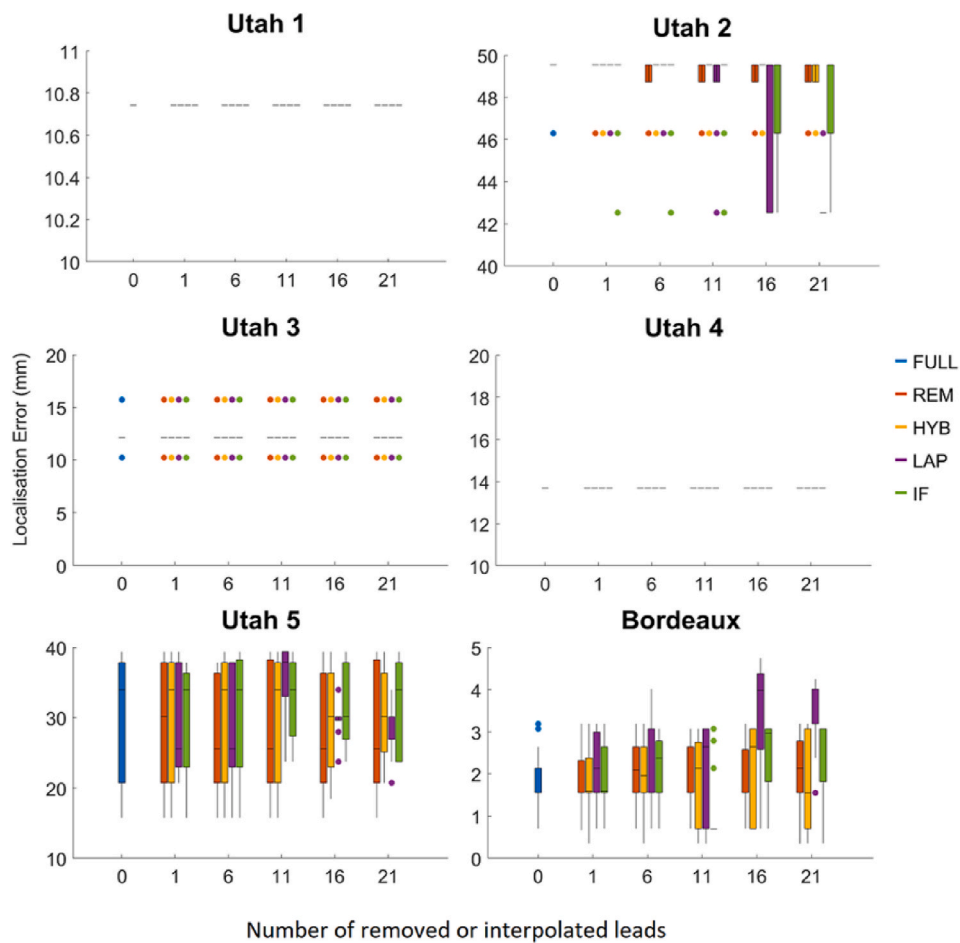 Utah 1
11
10.8
10.6
10.4
10.2
10
0 1 6 11 16 21
Utah 2
50
48
46
44
42
40
0 1 6 11 16 21
Localisation Error (mm)
Utah 3
20
15
10
5
0
0 1 6 11 16 21
Utah 4
20
18
16
14
12
10
0 1 6 11 16 21
FULL
REM
HYB
LAP
IF
Utah 5
40
30
20
10
0 1 6 11 16 21
Bordeaux
5
4
3
2
1
0
0 1 6 11 16 21
Number of removed or interpolated leads